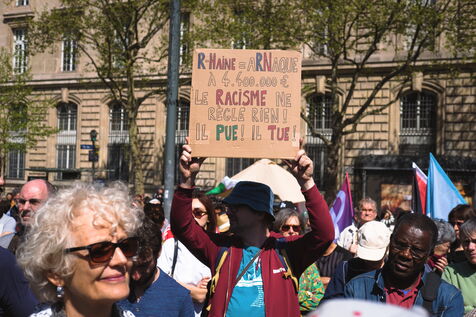 R-HAINE = ARNAQUE
À 4.600.000 €
LE RACISME NE
RÈGLE RIEN !
IL PUE ! IL TUE !